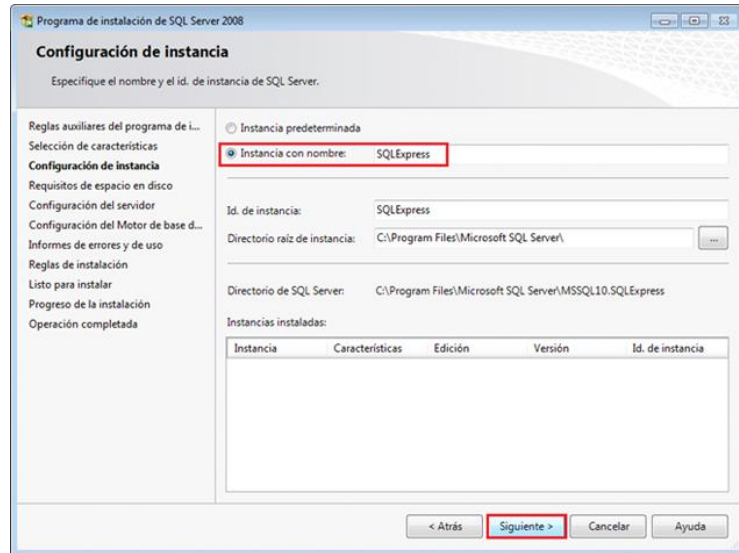 Programa de instalación de SQL Server 2008
Configuración de instancia
Especifique el nombre y el id. de instancia de SQL Server.
Reglas auxiliares del programa de i...
Selección de características
Configuración de instancia
Requisitos de espacio en disco
Configuración del servidor
Configuración del Motor de base d...
Informes de errores y de uso
Reglas de instalación
Listo para instalar
Progreso de la instalación
Operación completada
Instancia predeterminada
Instancia con nombre: SQLExpress
Id. de instancia: SQLExpress
Directorio raíz de instancia: C:\Program Files\Microsoft SQL Server\ ...
Directorio de SQL Server: C:\Program Files\Microsoft SQL Server\MSSQL10.SQLExpress
Instancias instaladas:
Instancia Características Edición Versión Id. de instancia
< Atrás Siguiente > Cancelar Ayuda